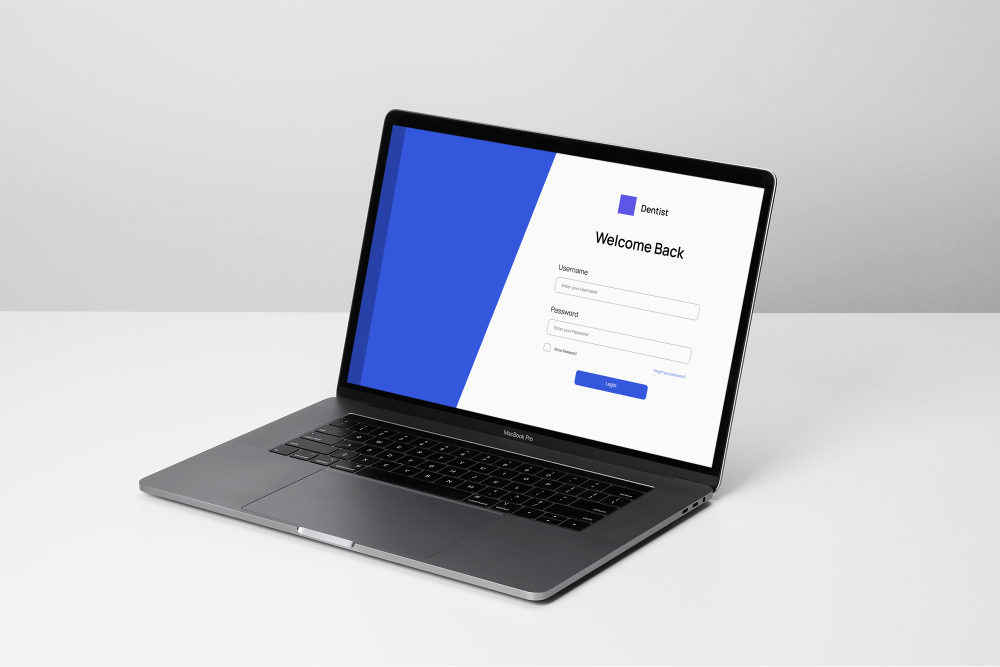 Dentist
Welcome Back
Username
Enter your Username
Password
Enter your Password
Show Password
Forgot your password?
Login
MacBook Pro